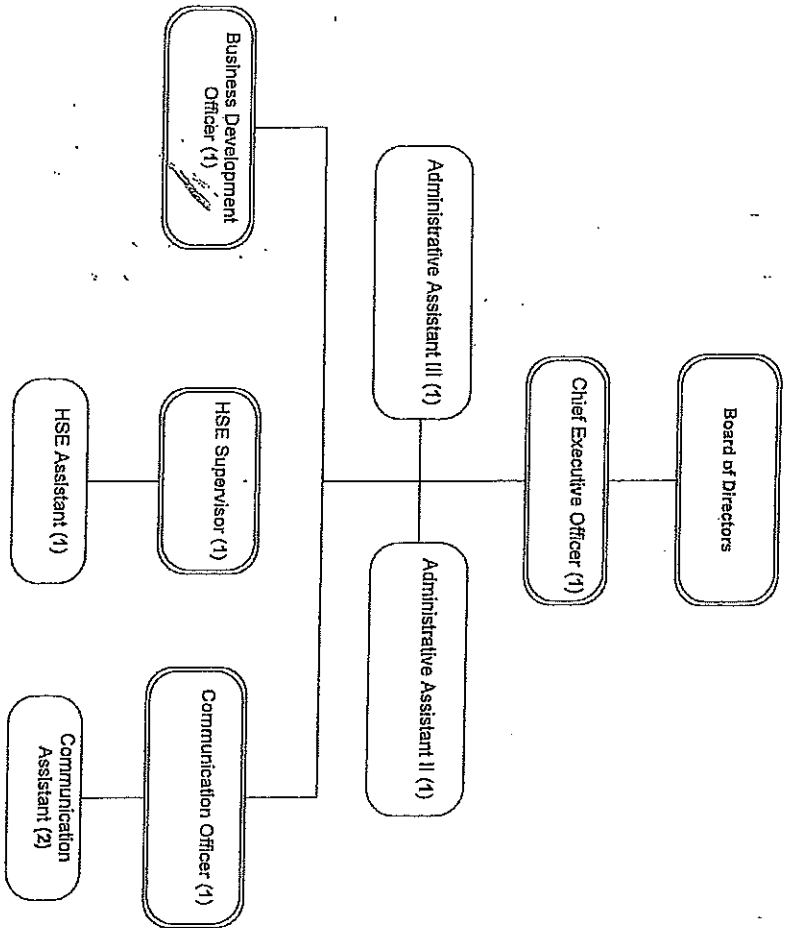 Board of Directors
Chief Executive Officer (1)
Administrative Assistant III (1)
Administrative Assistant II (1)
Business Development
Officer (1)
HSE Supervisor (1)
Communication Officer (1)
HSE Assistant (1)
Communication
Assistant (2)